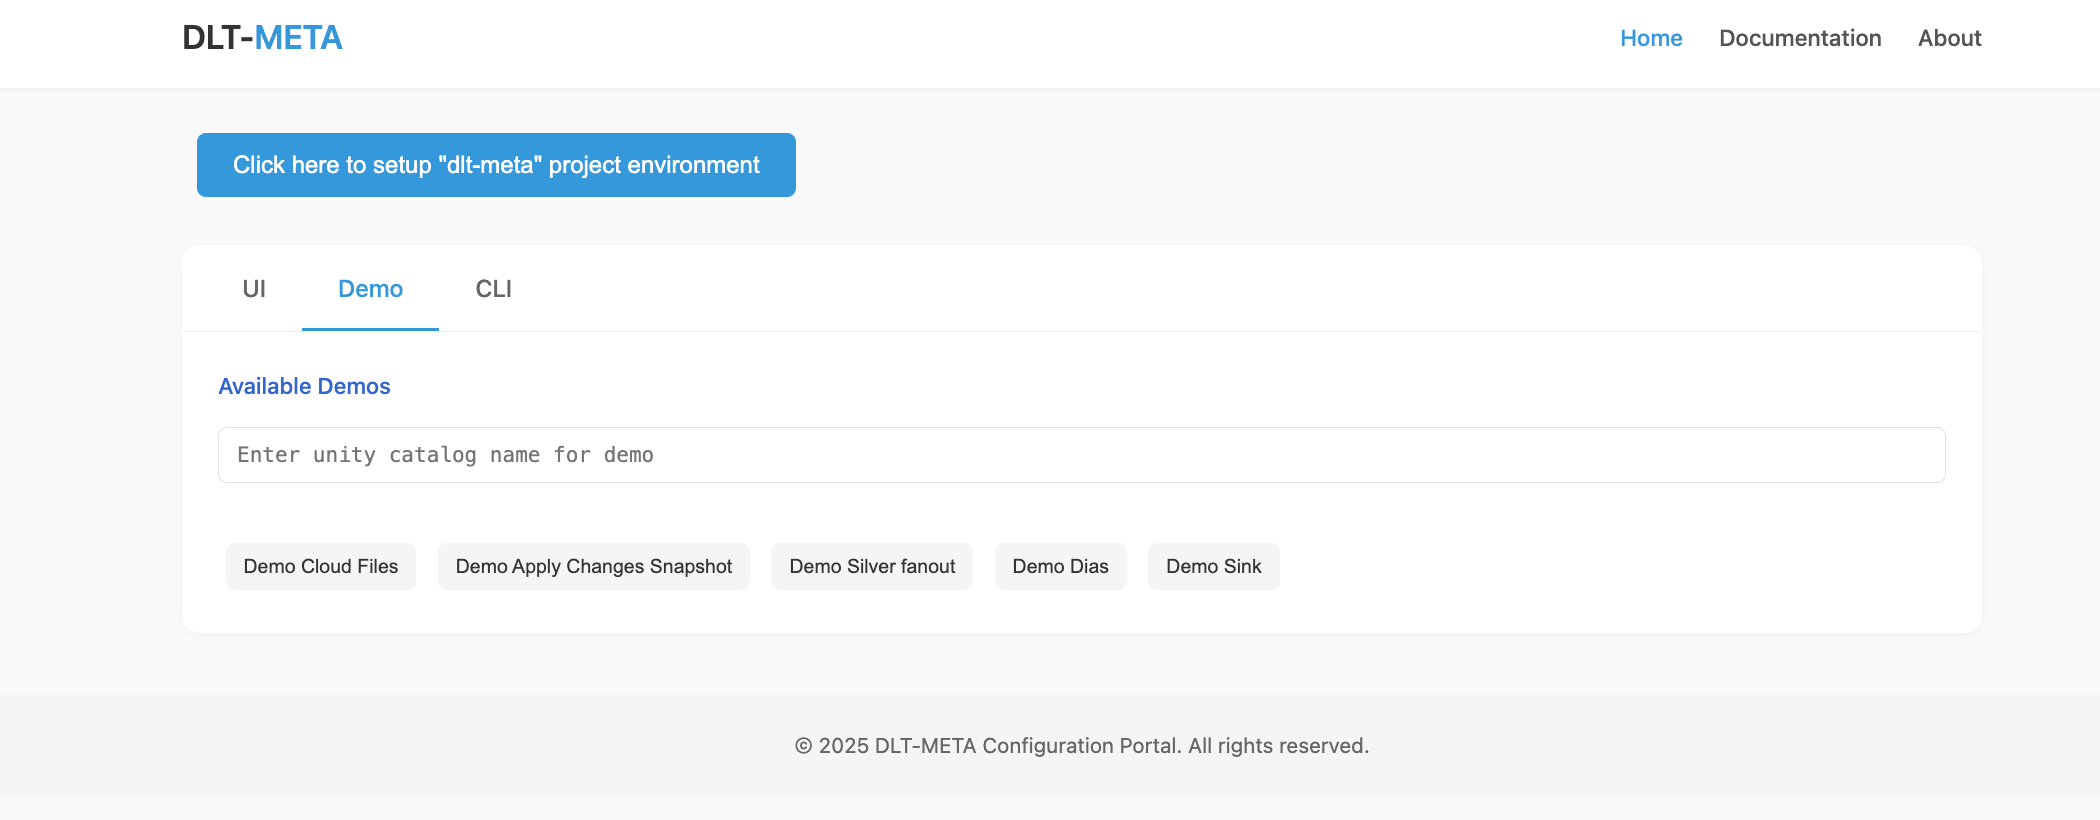 DLT-META
Home Documentation About
Click here to setup "dlt-meta" project environment
UI Demo CLI
Available Demos
Enter unity catalog name for demo
Demo Cloud Files Demo Apply Changes Snapshot Demo Silver fanout Demo Dias Demo Sink
© 2025 DLT-META Configuration Portal. All rights reserved.